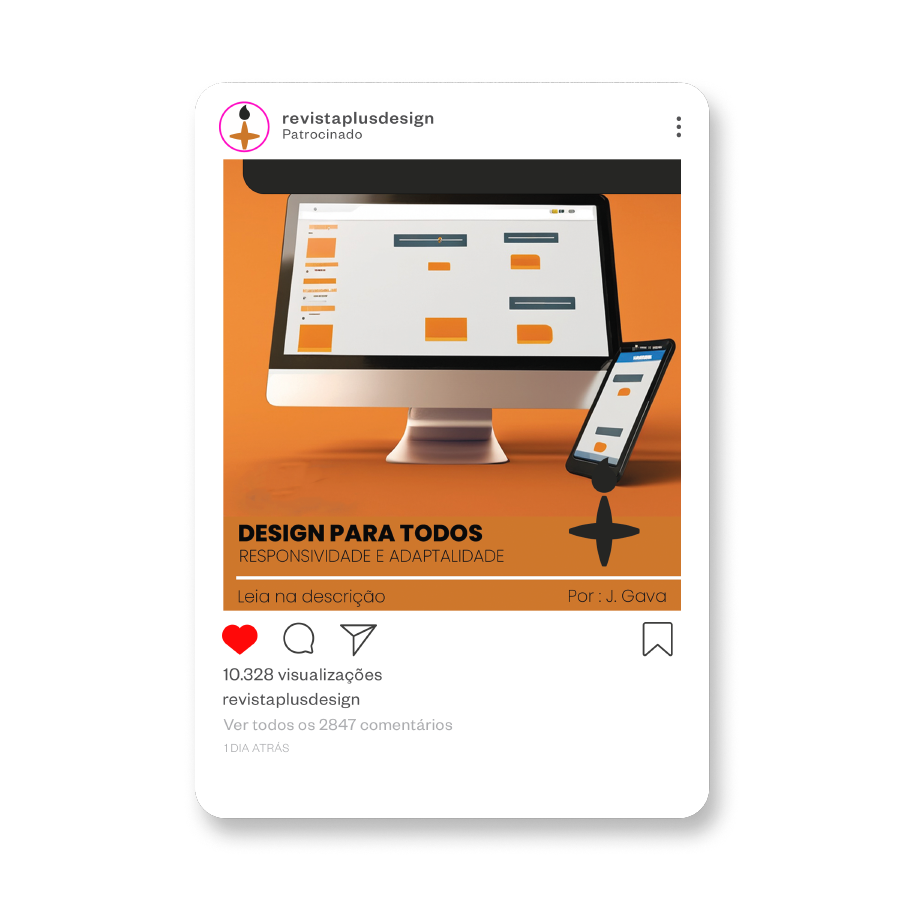 revistaplusdesign
Patrocinado
DESIGN PARA TODOS
RESPONSIVIDADE E ADAPTALIDADE
Leia na descrição
Por : J. Gava
10.328 visualizações
revistaplusdesign
Ver todos os 2847 comentários
1 DIA ATRÁS